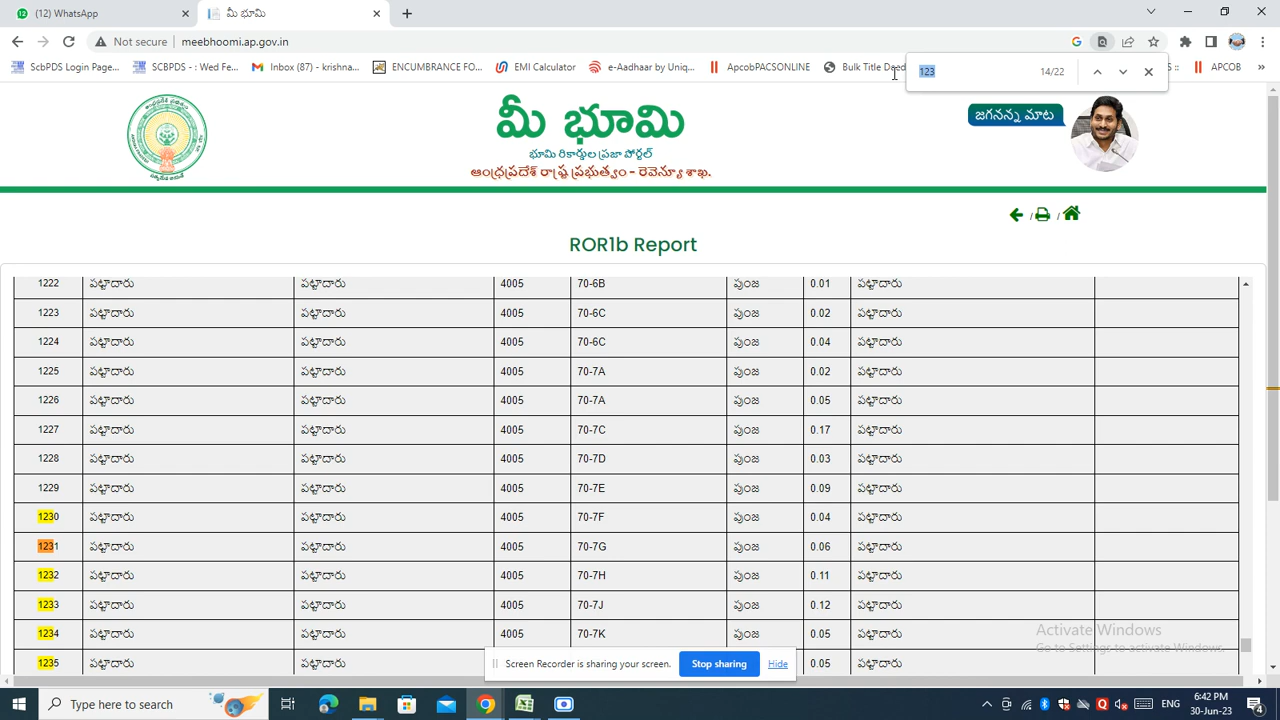 (12) WhatsApp
మీ భూమి
Not secure
meebhoomi.ap.gov.in
ScbPDS Login Page...
SCBPDS - : Wed Fe...
Inbox (87) - krishna...
ENCUMBRANCE FO...
EMI Calculator
e-Aadhaar by Uniq...
ApcobPACSONLINE
Bulk Title Deed
::
APCOB
»
123
14/22
మీ భూమి
భూమి రికార్డుల ప్రజా పోర్టల్
ఆంధ్రప్రదేశ్ రాష్ట్ర ప్రభుత్వం - రెవెన్యూ శాఖ.
జగనన్న మాట
/ /
ROR1b Report
1222 పట్టాదారు పట్టాదారు 4005 70-6B పుంజ 0.01 పట్టాదారు
1223 పట్టాదారు పట్టాదారు 4005 70-6C పుంజ 0.02 పట్టాదారు
1224 పట్టాదారు పట్టాదారు 4005 70-6C పుంజ 0.04 పట్టాదారు
1225 పట్టాదారు పట్టాదారు 4005 70-7A పుంజ 0.02 పట్టాదారు
1226 పట్టాదారు పట్టాదారు 4005 70-7A పుంజ 0.05 పట్టాదారు
1227 పట్టాదారు పట్టాదారు 4005 70-7C పుంజ 0.17 పట్టాదారు
1228 పట్టాదారు పట్టాదారు 4005 70-7D పుంజ 0.03 పట్టాదారు
1229 పట్టాదారు పట్టాదారు 4005 70-7E పుంజ 0.09 పట్టాదారు
1230 పట్టాదారు పట్టాదారు 4005 70-7F పుంజ 0.04 పట్టాదారు
1231 పట్టాదారు పట్టాదారు 4005 70-7G పుంజ 0.06 పట్టాదారు
1232 పట్టాదారు పట్టాదారు 4005 70-7H పుంజ 0.11 పట్టాదారు
1233 పట్టాదారు పట్టాదారు 4005 70-7J పుంజ 0.12 పట్టాదారు
1234 పట్టాదారు పట్టాదారు 4005 70-7K పుంజ 0.05 పట్టాదారు
1235 పట్టాదారు పట్టాదారు 0.05 పట్టాదారు
Activate Windows
Go to Settings to activate Windows.
Screen Recorder is sharing your screen.
Stop sharing
Hide
Type here to search
ENG
6:42 PM
30-Jun-23
4